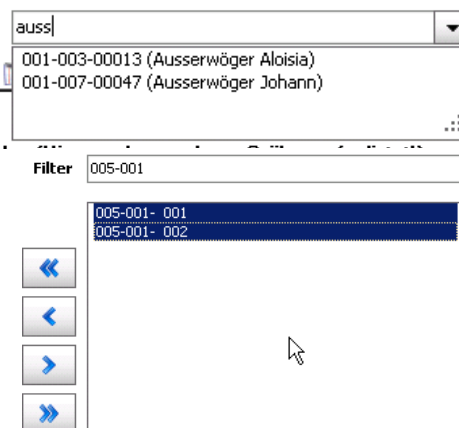 auss
001-003-00013 (Ausserwöger Aloisia)
001-007-00047 (Ausserwöger Johann)
Filter 005-001
005-001- 001
005-001- 002